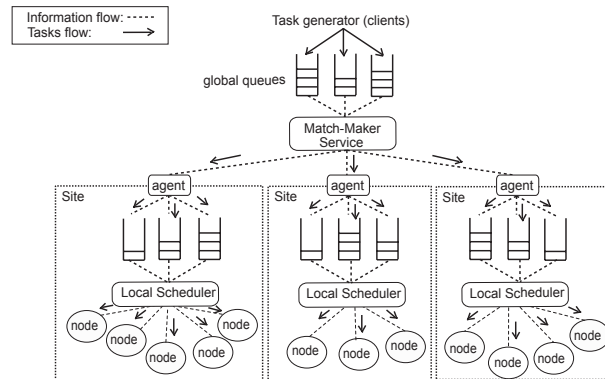 Information flow:
Tasks flow:
Task generator (clients)
global queues
Match-Maker
Service
agent
agent
agent
Site
Site
Site
Local Scheduler
Local Scheduler
Local Scheduler
node
node
node
node
node
node
node
node
node
node
node
node